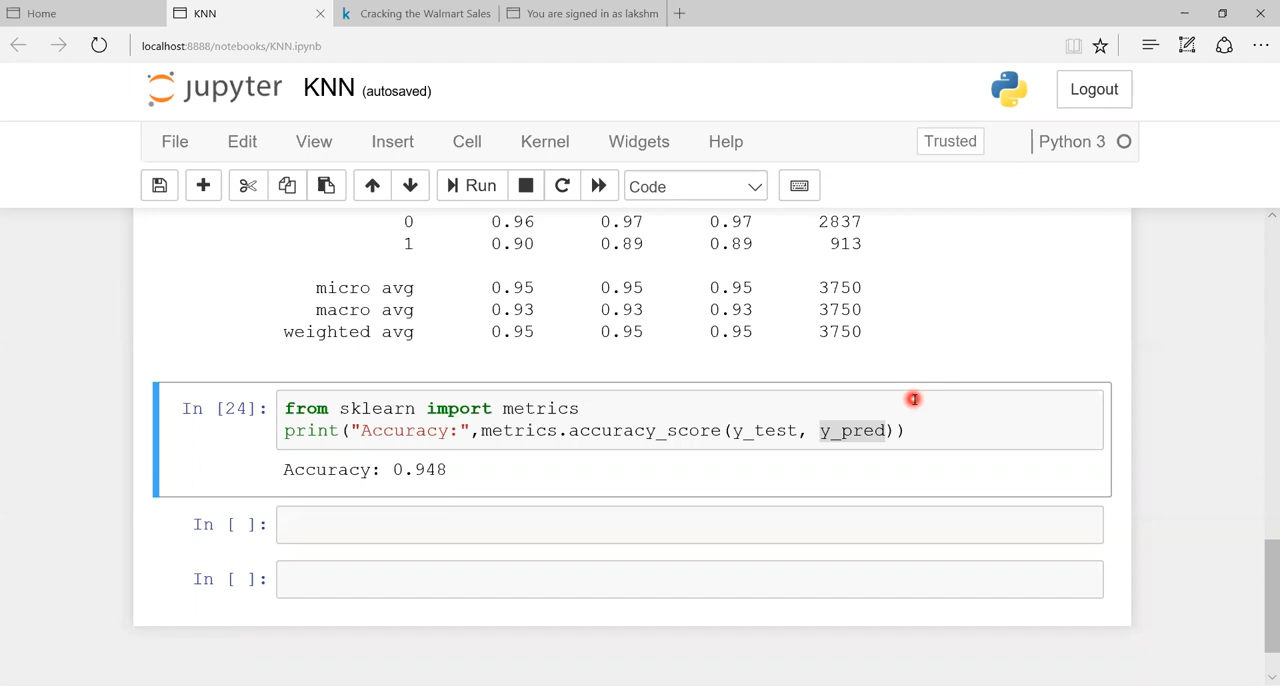 Home
KNN
Cracking the Walmart Sales
You are signed in as lakshm
localhost:8888/notebooks/KNN.ipynb
jupyter KNN (autosaved)
Logout
File Edit View Insert Cell Kernel Widgets Help Trusted Python 3
Run Code
0 0.96 0.97 0.97 2837
1 0.90 0.89 0.89 913
micro avg 0.95 0.95 0.95 3750
macro avg 0.93 0.93 0.93 3750
weighted avg 0.95 0.95 0.95 3750
In [24]: from sklearn import metrics
print("Accuracy:",metrics.accuracy_score(y_test, y_pred))
Accuracy: 0.948
In [ ]:
In [ ]: